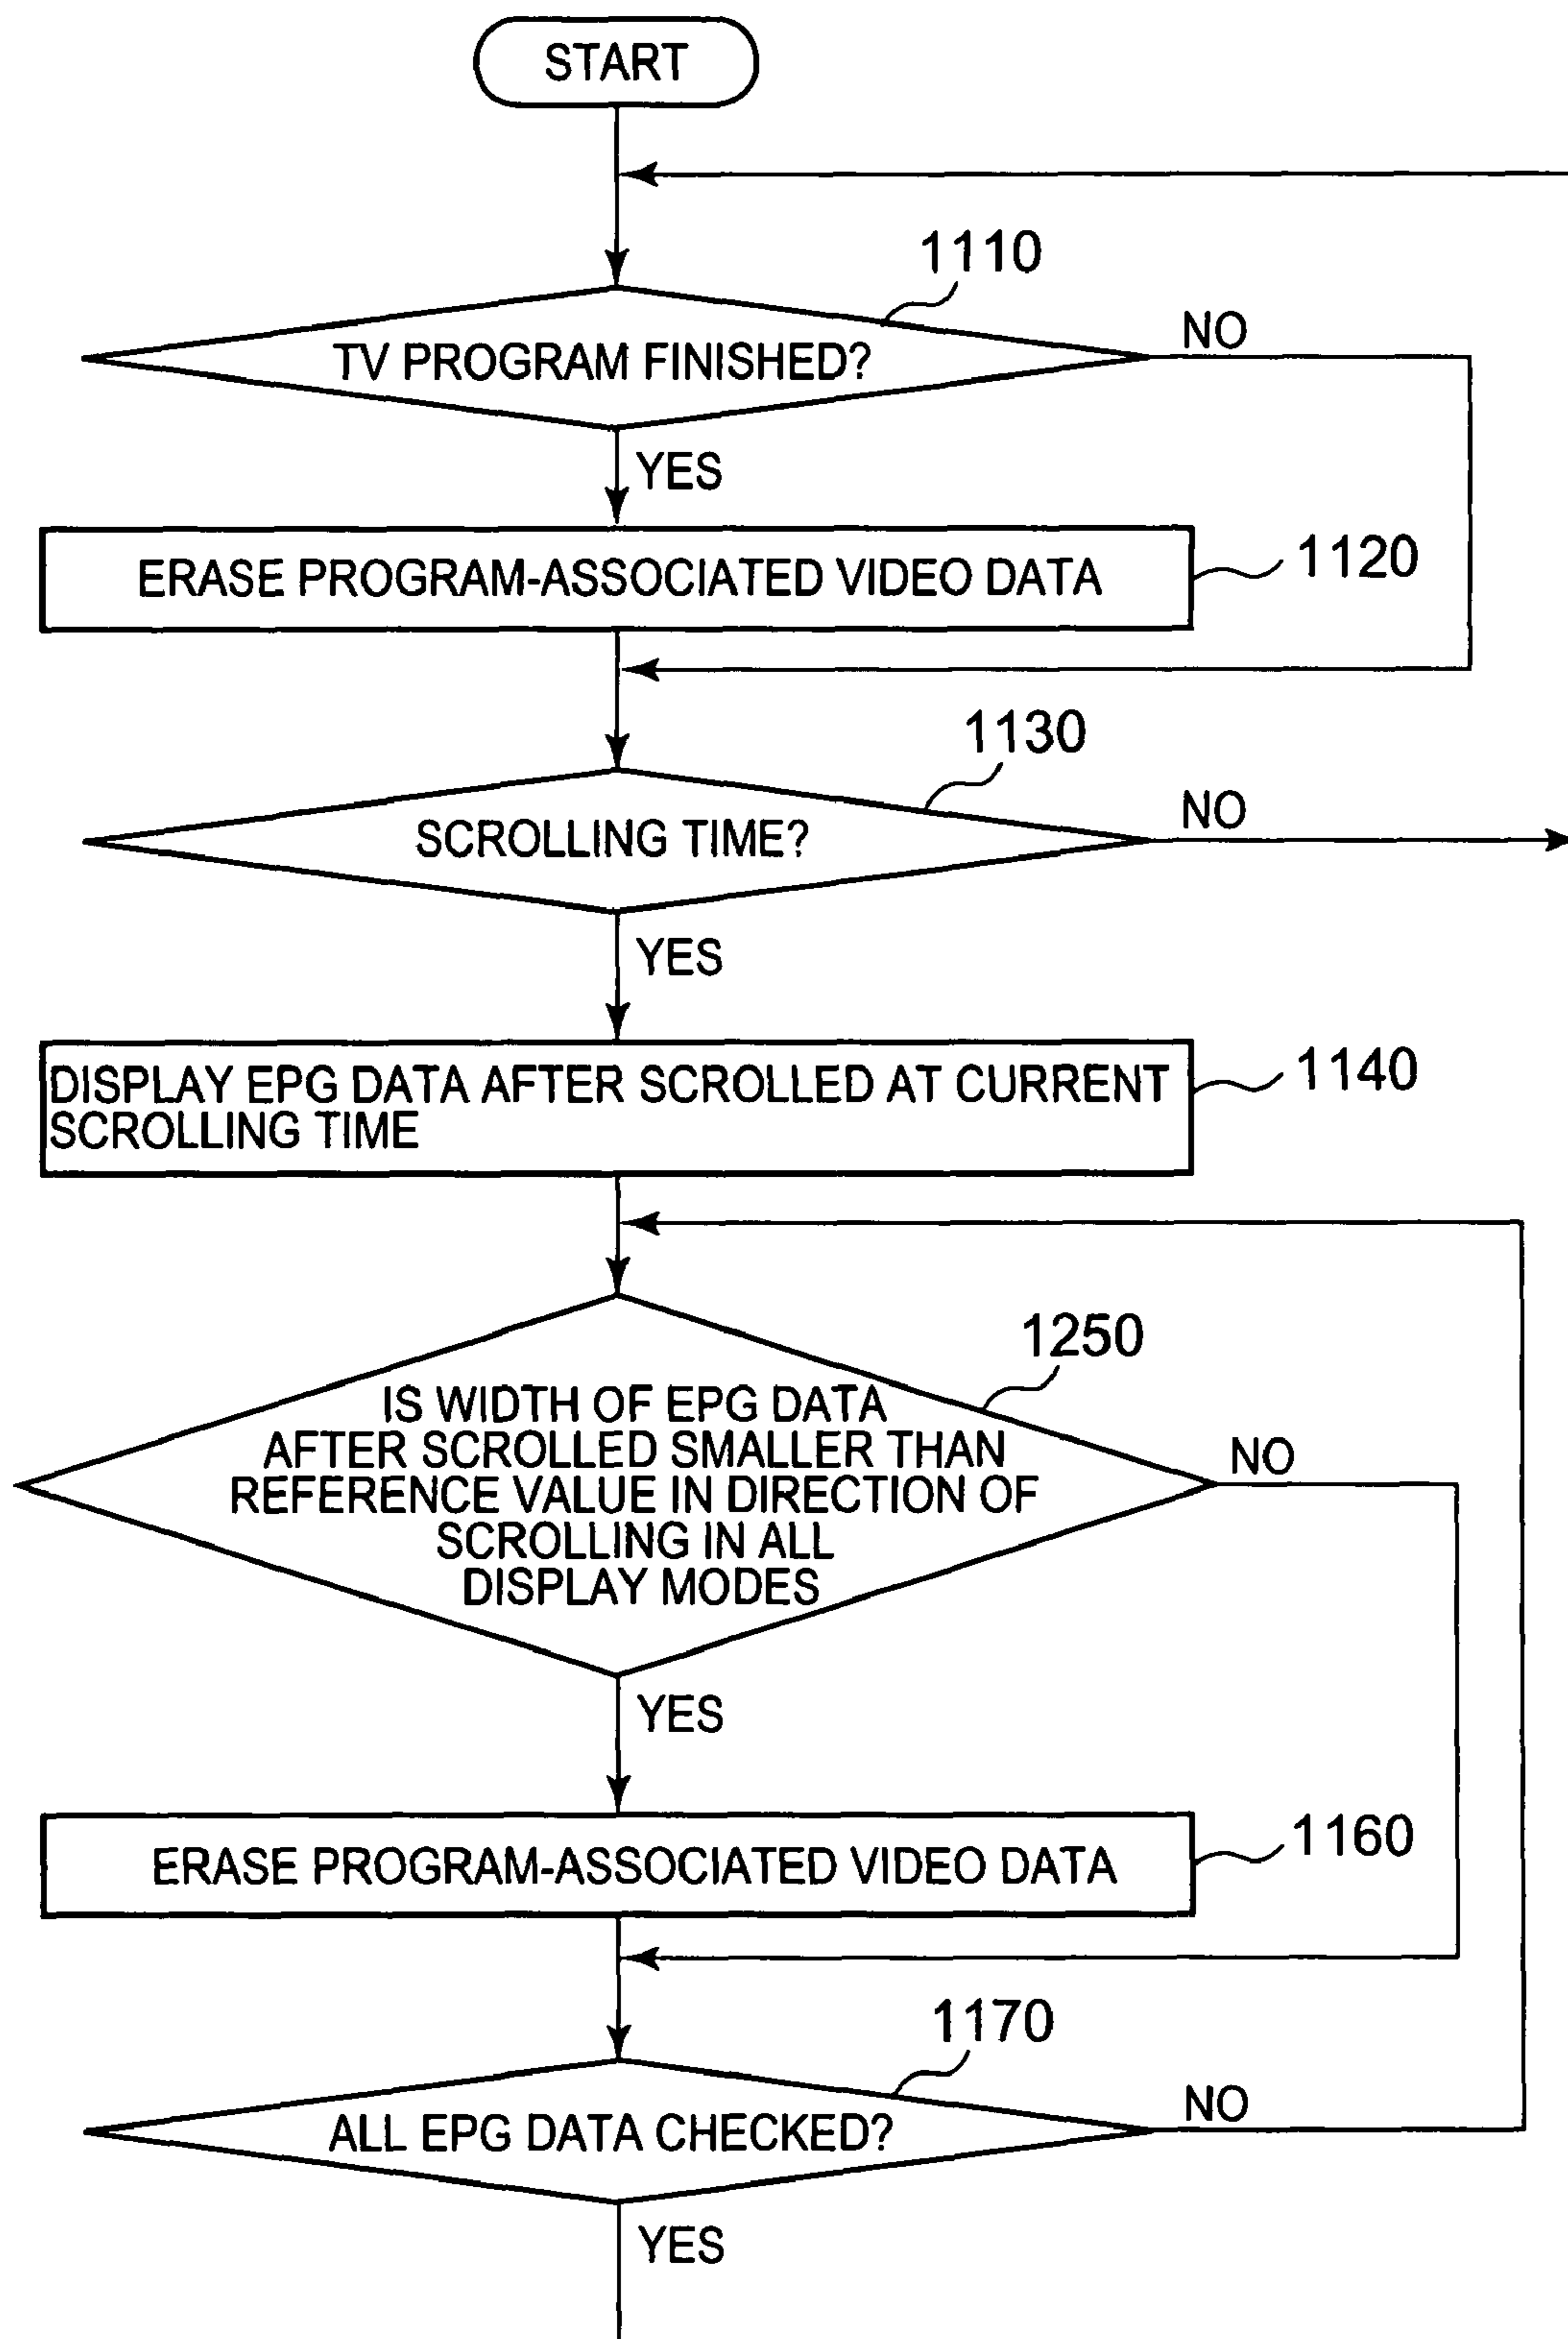 START
1110
TV PROGRAM FINISHED?
NO
YES
ERASE PROGRAM-ASSOCIATED VIDEO DATA
1120
1130
SCROLLING TIME?
NO
YES
DISPLAY EPG DATA AFTER SCROLLED AT CURRENT
SCROLLING TIME
1140
1250
IS WIDTH OF EPG DATA
AFTER SCROLLED SMALLER THAN
REFERENCE VALUE IN DIRECTION OF
SCROLLING IN ALL
DISPLAY MODES
NO
YES
ERASE PROGRAM-ASSOCIATED VIDEO DATA
1160
1170
ALL EPG DATA CHECKED?
NO
YES